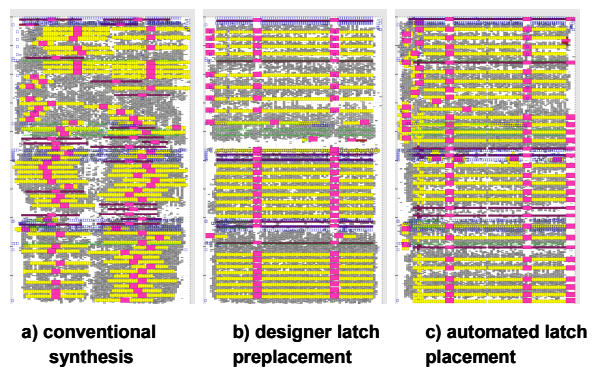 a) conventional
synthesis
b) designer latch
preplacement
c) automated latch
placement